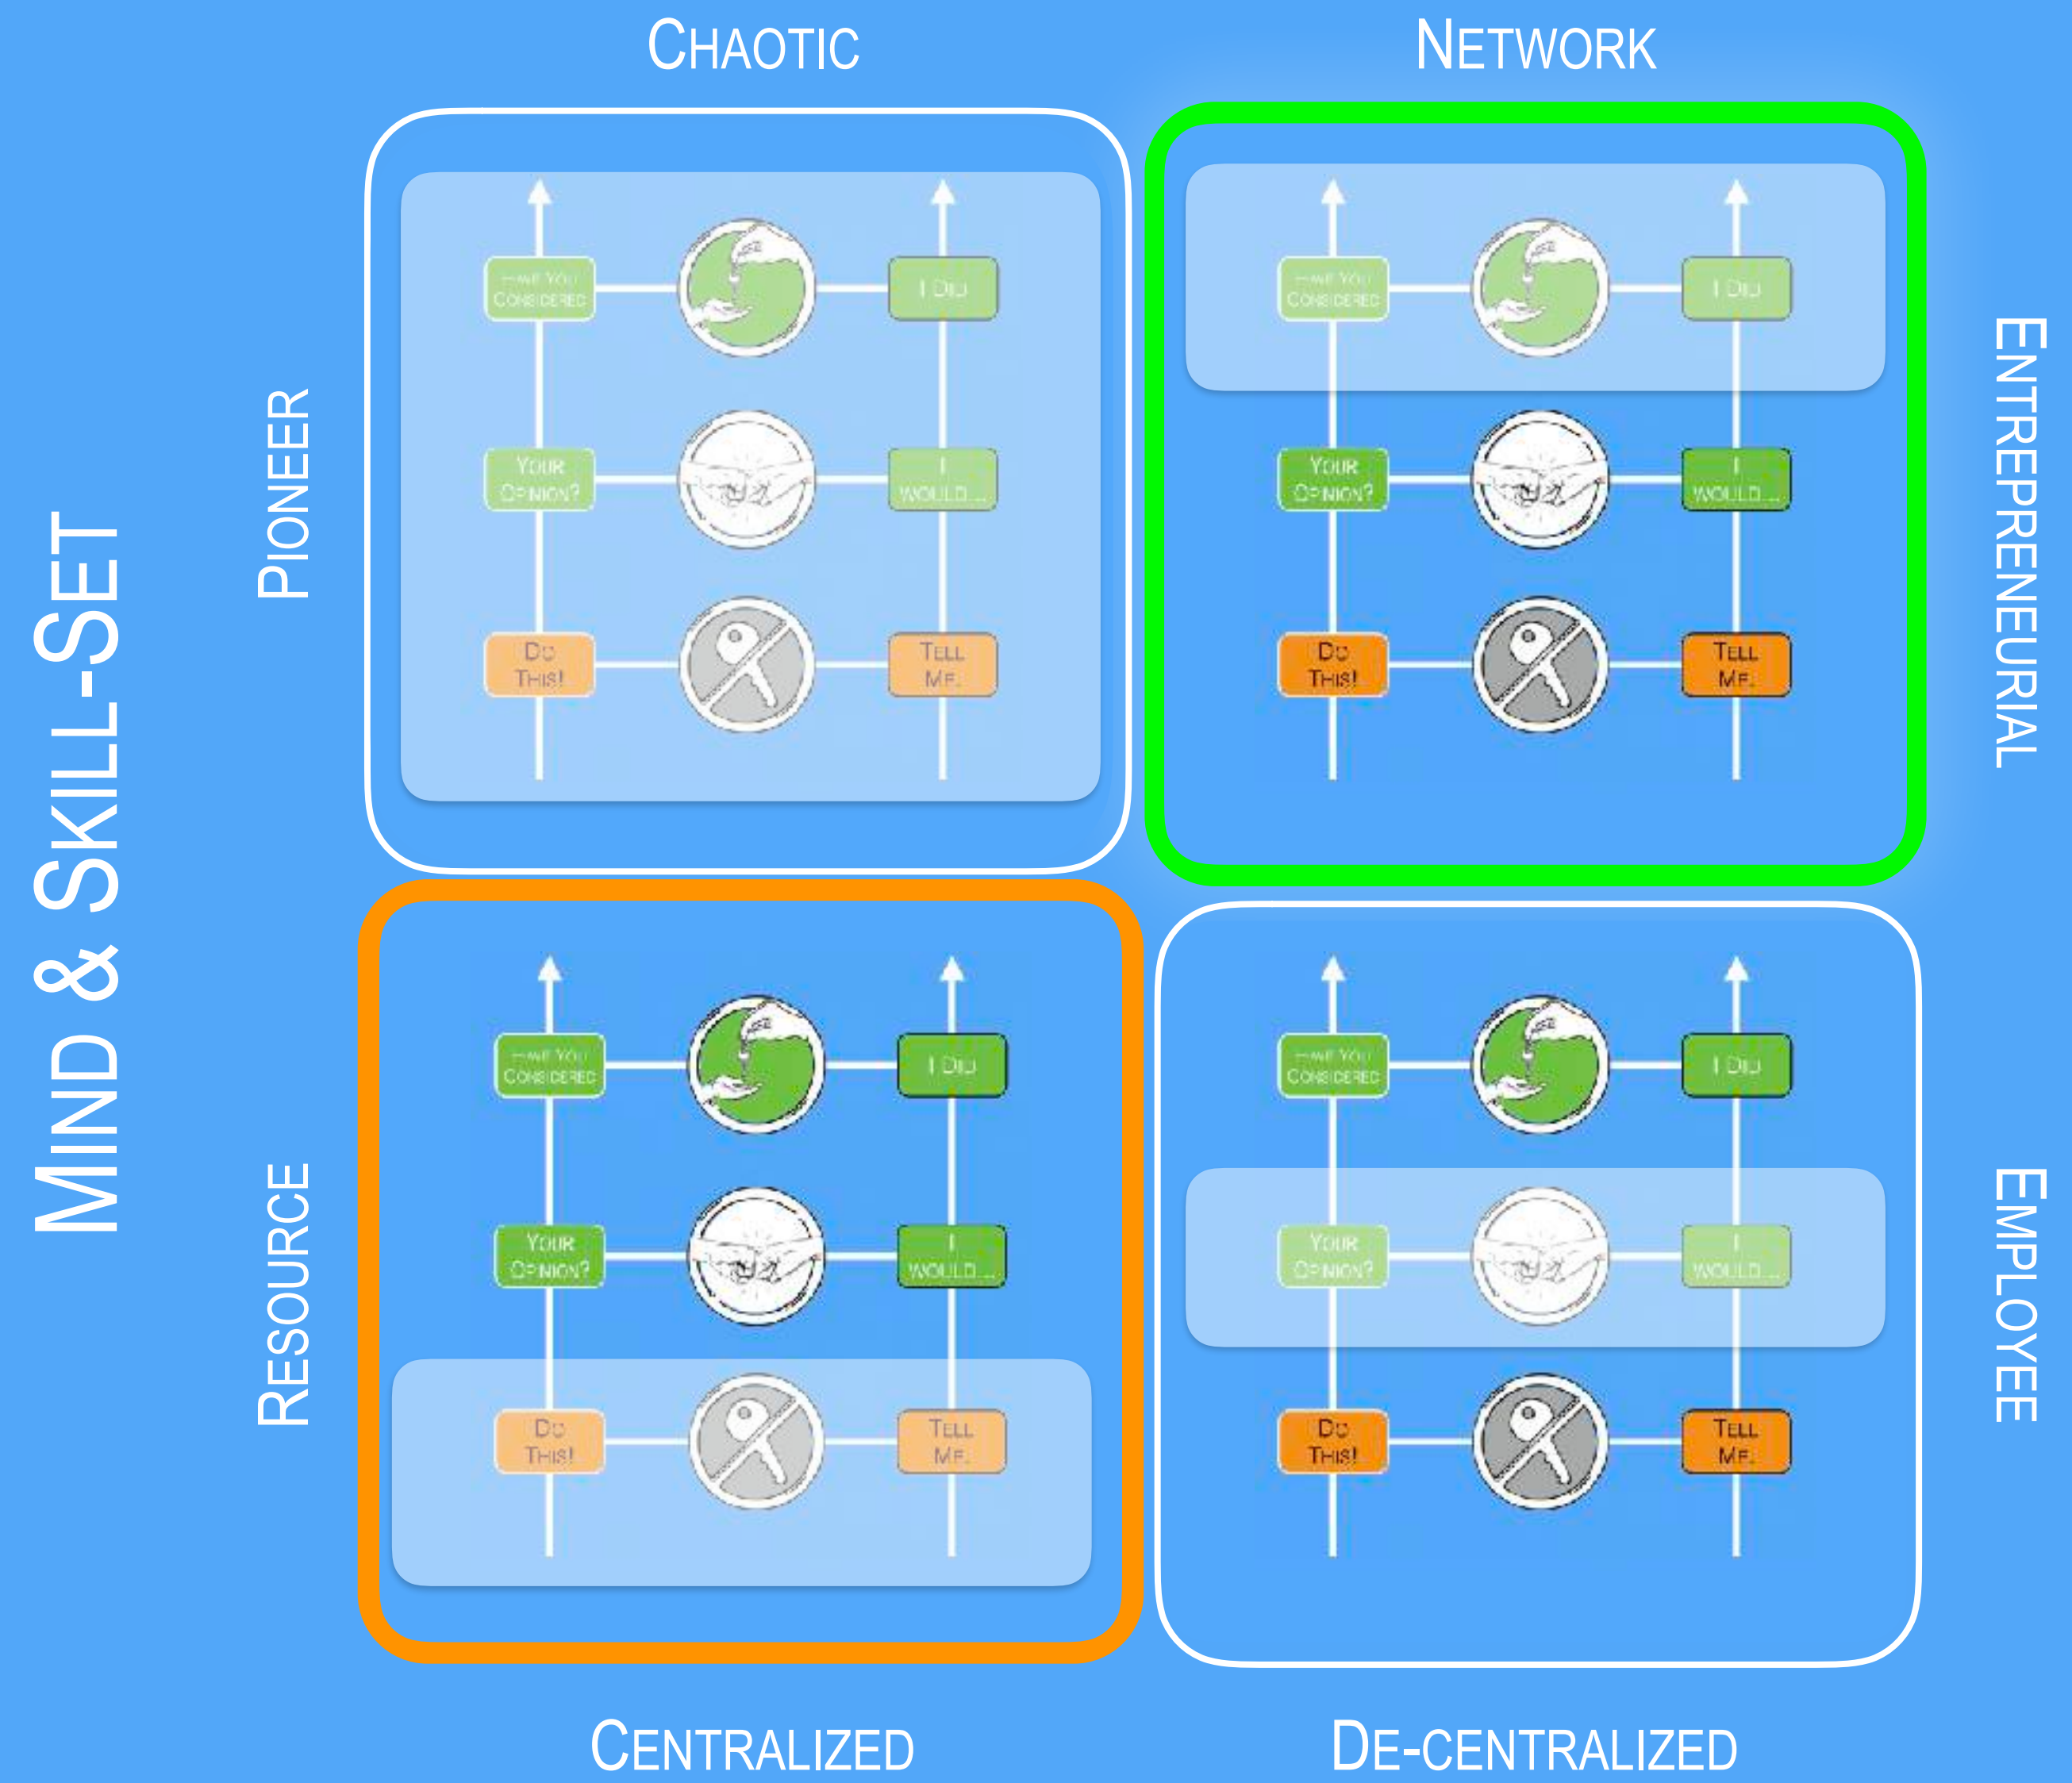 CHAOTIC
NETWORK
MIND & SKILL-SET
PIONEER
ENTREPRENEURIAL
HAVE YOU
CONSIDERED
I DID
YOUR
OPINION?
I
WOULD...
DO
THIS!
TELL
ME.
HAVE YOU
CONSIDERED
I DID
YOUR
OPINION?
I
WOULD...
DO
THIS!
TELL
ME.
RESOURCE
EMPLOYEE
HAVE YOU
CONSIDERED
I DID
YOUR
OPINION?
I
WOULD...
DO
THIS!
TELL
ME.
HAVE YOU
CONSIDERED
I DID
YOUR
OPINION?
I
WOULD...
DO
THIS!
TELL
ME.
CENTRALIZED
DE-CENTRALIZED